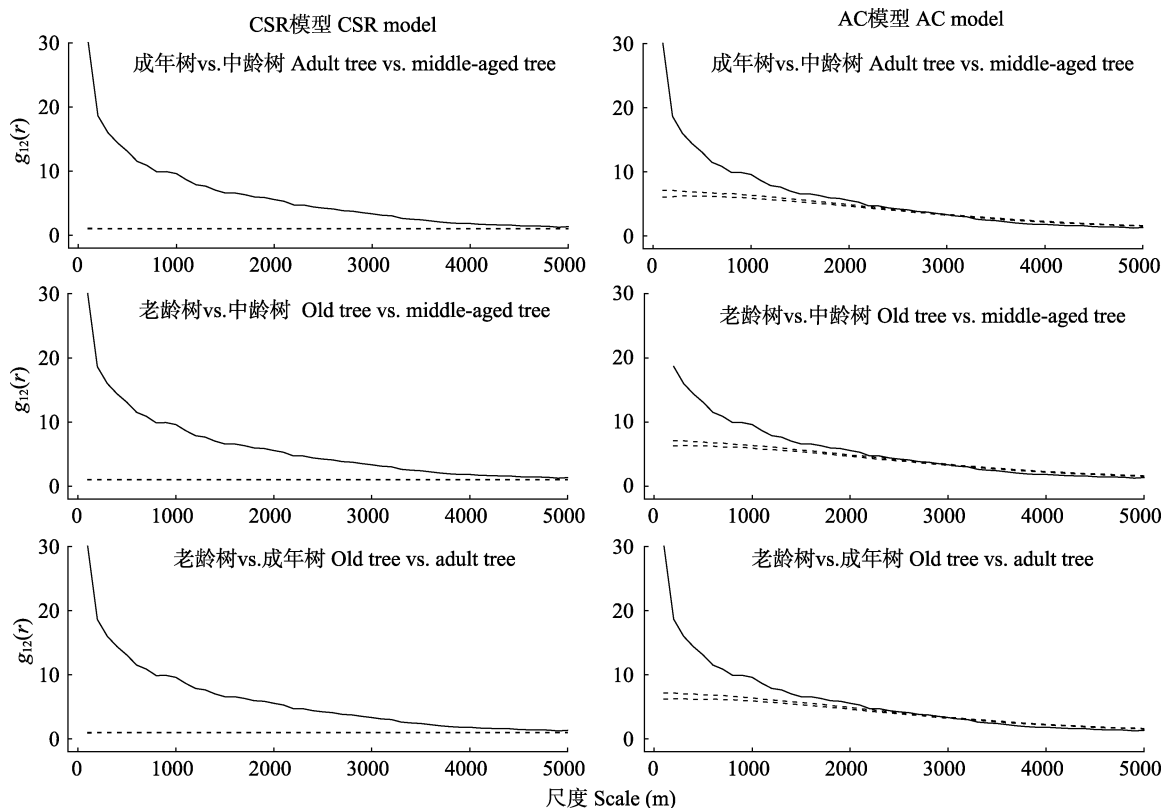 CSR模型 CSR model
AC模型 AC model
成年树vs.中龄树 Adult tree vs. middle-aged tree
g12(r)
30
20
10
0
0 1000 2000 3000 4000 5000
成年树vs.中龄树 Adult tree vs. middle-aged tree
30
20
10
0
0 1000 2000 3000 4000 5000
老龄树vs.中龄树 Old tree vs. middle-aged tree
g12(r)
30
20
10
0
0 1000 2000 3000 4000 5000
老龄树vs.中龄树 Old tree vs. middle-aged tree
30
20
10
0
0 1000 2000 3000 4000 5000
老龄树vs.成年树 Old tree vs. adult tree
g12(r)
30
20
10
0
0 1000 2000 3000 4000 5000
老龄树vs.成年树 Old tree vs. adult tree
30
20
10
0
0 1000 2000 3000 4000 5000
尺度 Scale (m)